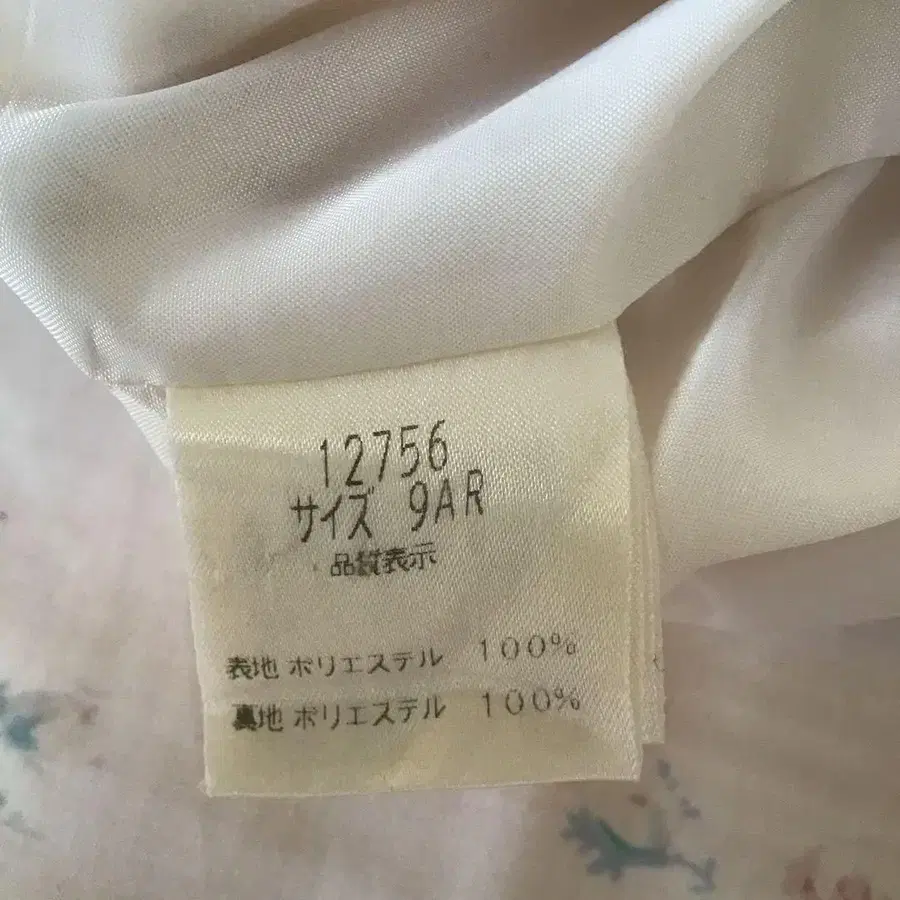 12756
サイズ 9AR
品質表示
表地 ポリエステル 100%
裏地 ポリエステル 100%